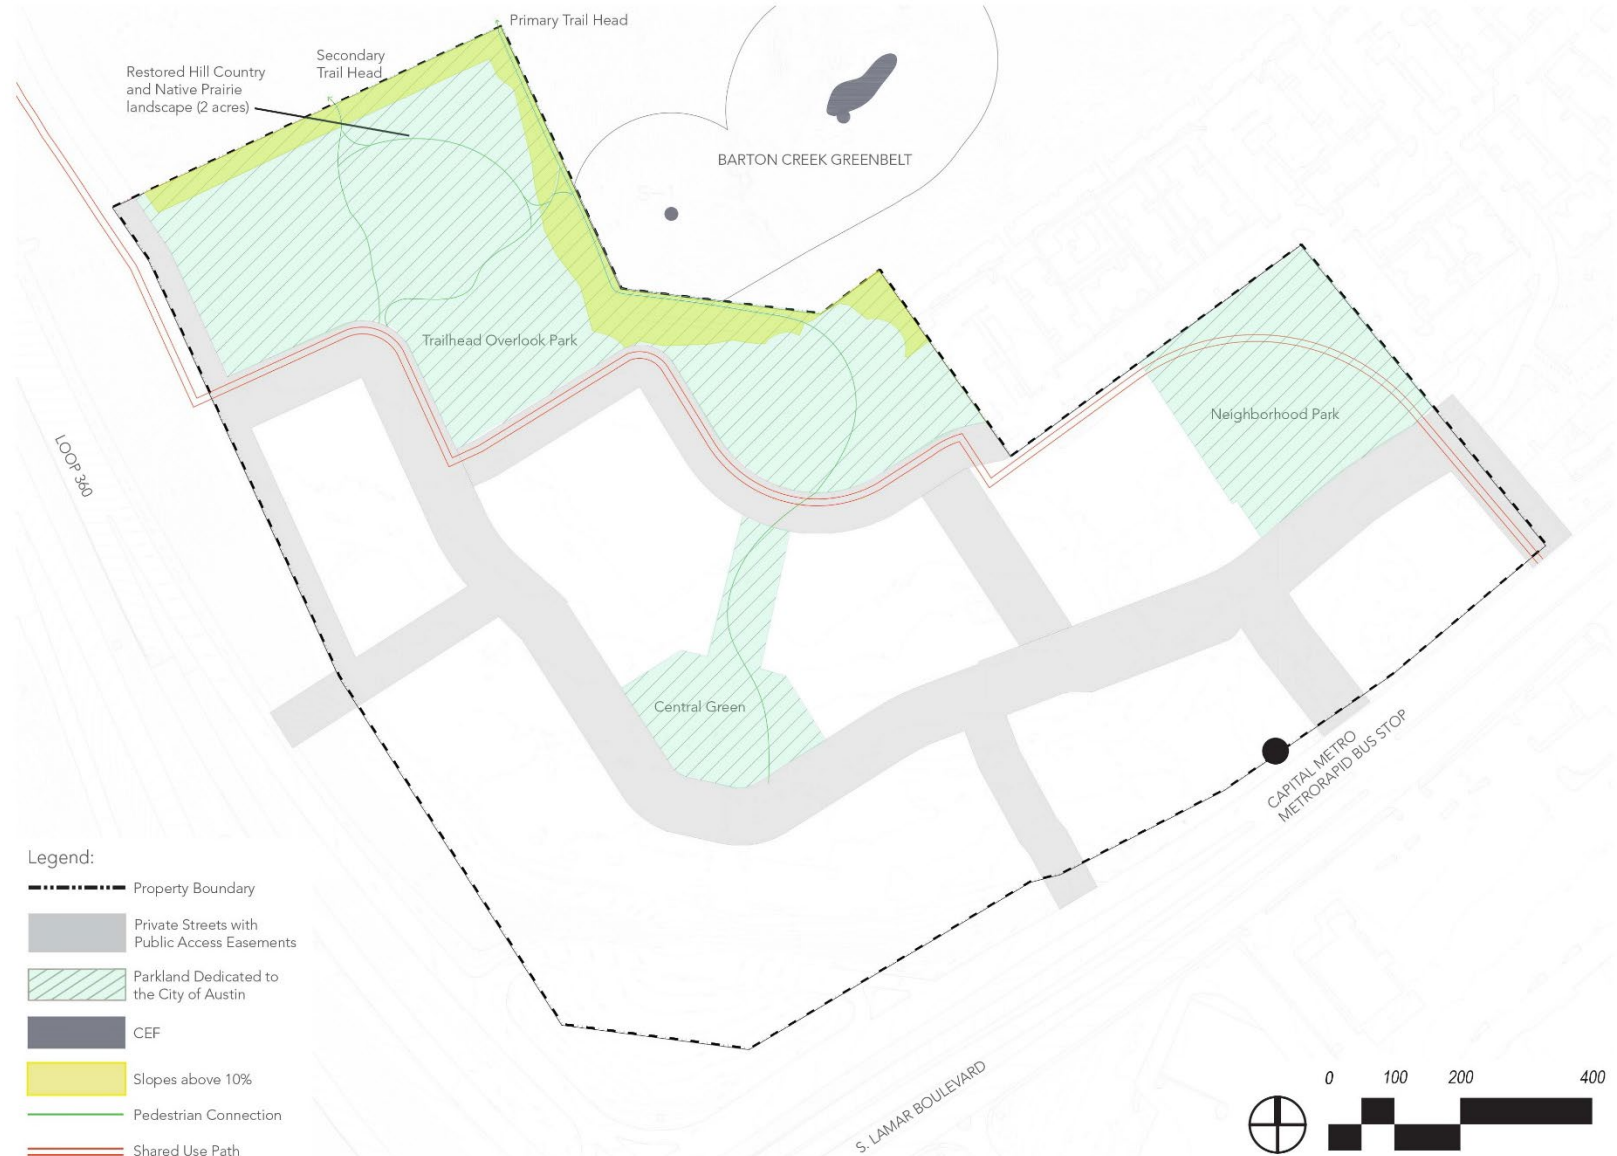 Primary Trail Head
Secondary
Trail Head
Restored Hill Country
and Native Prairie
landscape (2 acres)
BARTON CREEK GREENBELT
Trailhead Overlook Park
Neighborhood Park
LOOP 360
Central Green
CAPITAL METRO
METRORAPID BUS STOP
S. LAMAR BOULEVARD
Legend:
Property Boundary
Private Streets with
Public Access Easements
Parkland Dedicated to
the City of Austin
CEF
Slopes above 10%
Pedestrian Connection
Shared Use Path
0 100 200 400